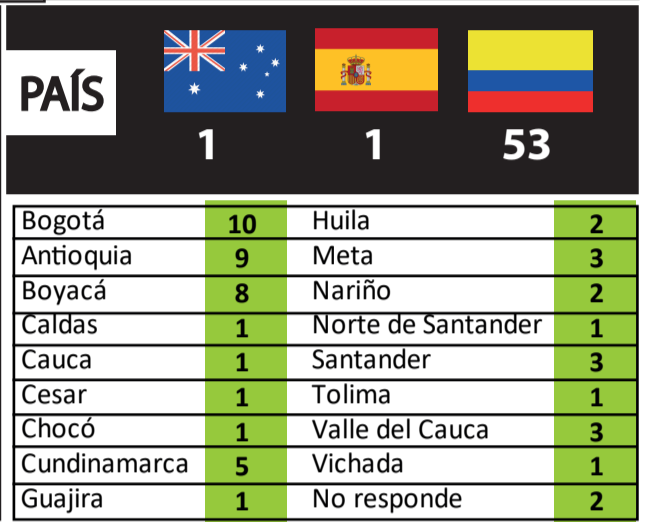 PAÍS
1 1 53
Bogotá 10 Huila 2
Antioquia 9 Meta 3
Boyacá 8 Nariño 2
Caldas 1 Norte de Santander 1
Cauca 1 Santander 3
Cesar 1 Tolima 1
Chocó 1 Valle del Cauca 3
Cundinamarca 5 Vichada 1
Guajira 1 No responde 2